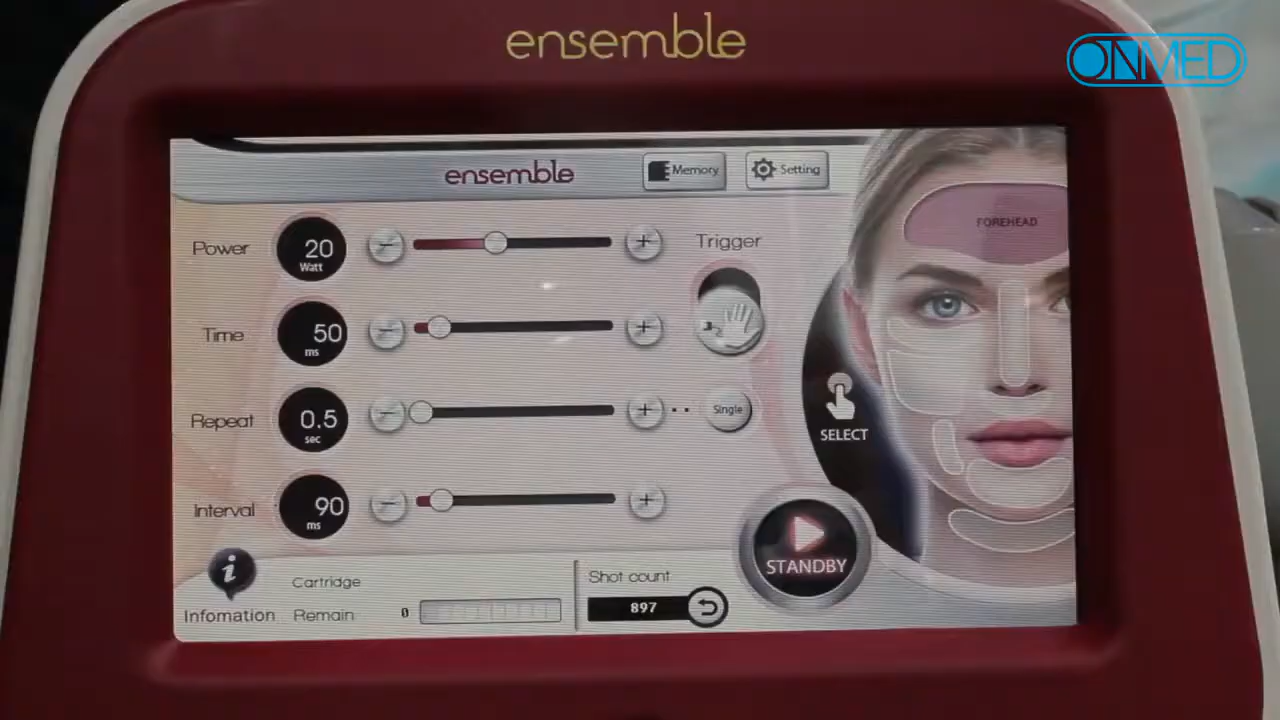 ensemble
ONMED
ensemble
Memory
Setting
Power
20
Watt
Trigger
FOREHEAD
Time
50
ms
Repeat
0.5
sec
Single
SELECT
Interval
90
ms
STANDBY
i
Infomation
Cartridge
Remain
0
Shot count
897